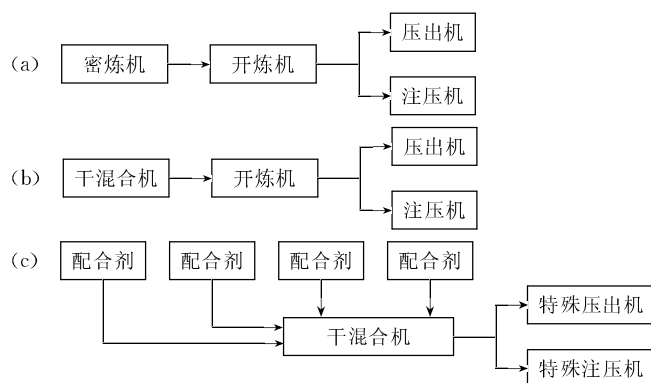 压出机
(a) 密炼机 开炼机
注压机
压出机
(b) 干混合机 开炼机
注压机
(c) 配合剂 配合剂 配合剂 配合剂
特殊压出机
干混合机
特殊注压机